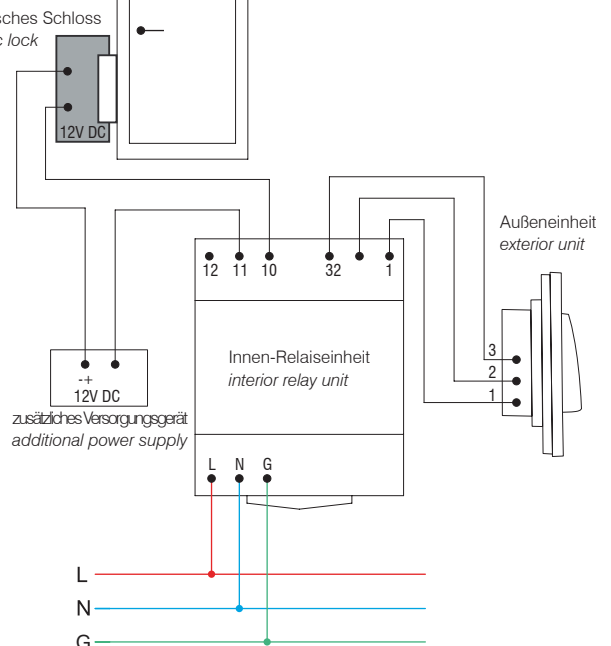 sches Schloss
c lock
12V DC
12 11 10 32 1
Außeneinheit
exterior unit
Innen-Relaiseinheit
interior relay unit
3
2
1
-+
12V DC
zusätzliches Versorgungsgerät
additional power supply
L N G
L
N
G